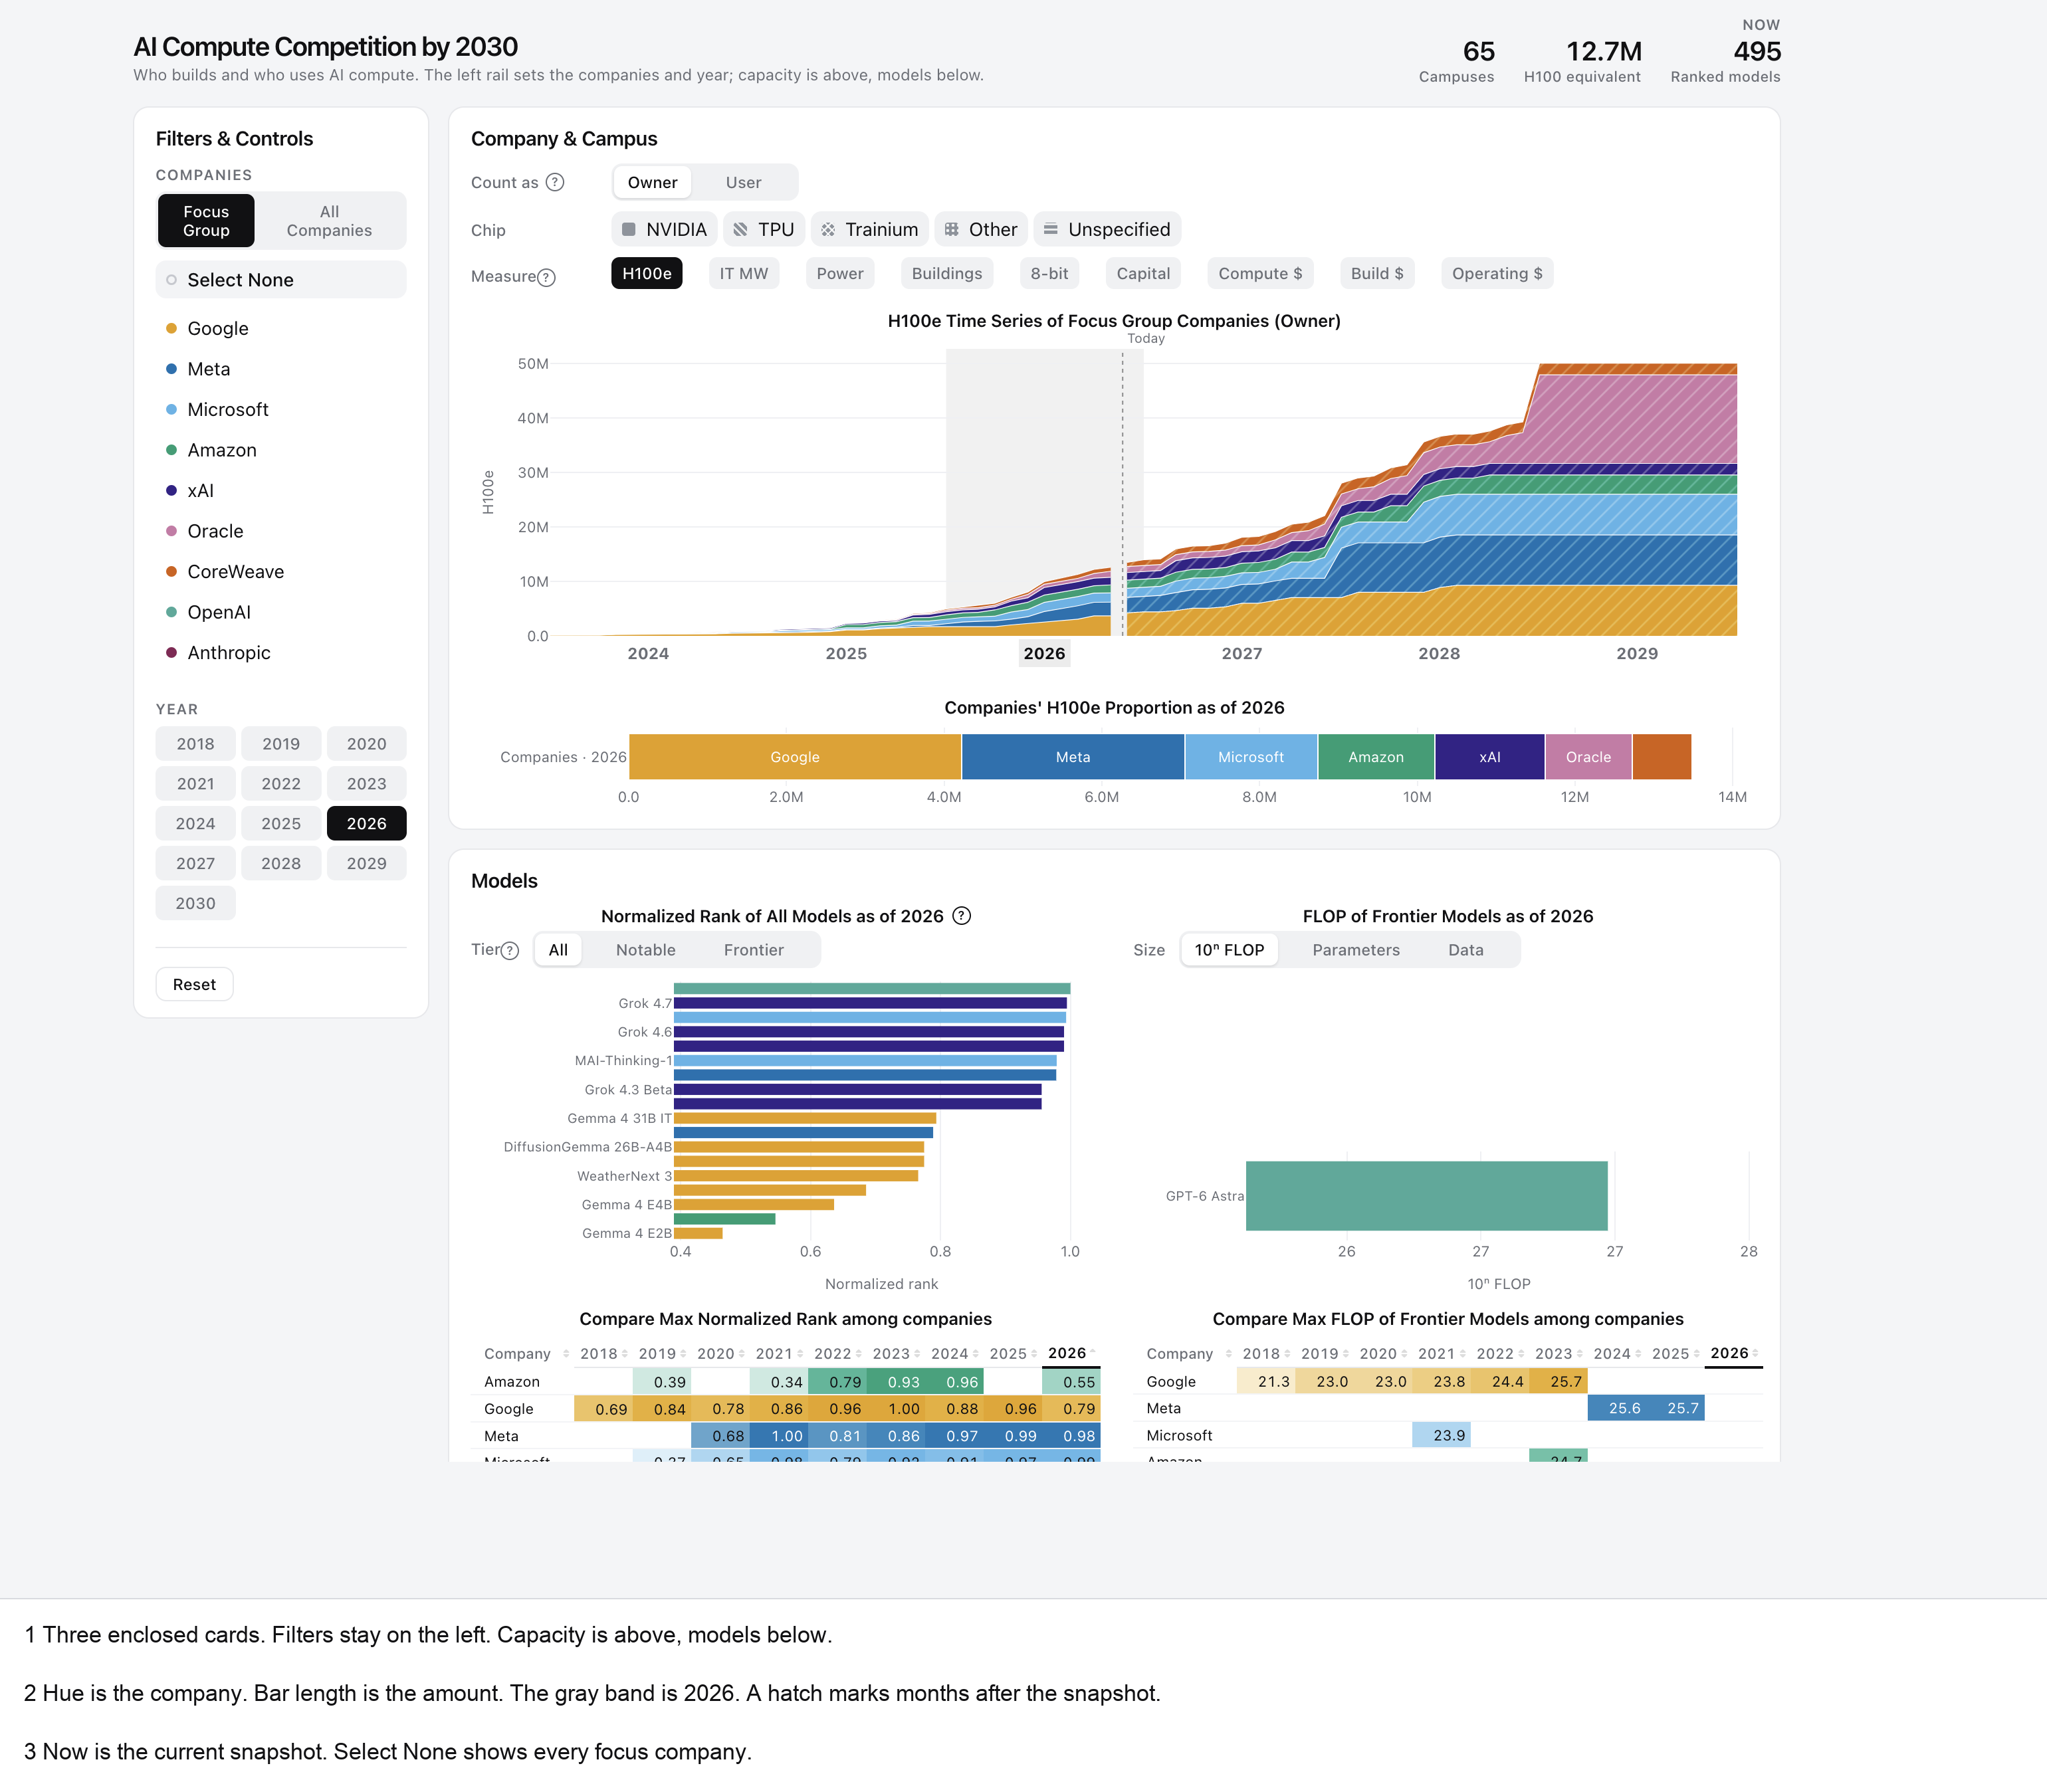 NOW
AI Compute Competition by 2030
65 12.7M 495
Who builds and who uses AI compute. The left rail sets the companies and year; capacity is above, models below.
Campuses H100 equivalent Ranked models
Filters & Controls
COMPANIES
Focus Group
All Companies
Select None
Google
Meta
Microsoft
Amazon
xAI
Oracle
CoreWeave
OpenAI
Anthropic
YEAR
2018 2019 2020
2021 2022 2023
2024 2025 2026
2027 2028 2029
2030
Reset
Company & Campus
Count as ? Owner User
Chip NVIDIA TPU Trainium Other Unspecified
Measure ? H100e IT MW Power Buildings 8-bit Capital Compute $ Build $ Operating $
H100e Time Series of Focus Group Companies (Owner)
Today
50M
40M
30M
20M
10M
0.0
H100e
2024 2025 2026 2027 2028 2029
Companies' H100e Proportion as of 2026
Companies · 2026 Google Meta Microsoft Amazon xAI Oracle
0.0 2.0M 4.0M 6.0M 8.0M 10M 12M 14M
Models
Normalized Rank of All Models as of 2026 ?
Tier ? All Notable Frontier
Grok 4.7
Grok 4.6
MAI-Thinking-1
Grok 4.3 Beta
Gemma 4 31B IT
DiffusionGemma 26B-A4B
WeatherNext 3
Gemma 4 E4B
Gemma 4 E2B
0.4 0.6 0.8 1.0
Normalized rank
FLOP of Frontier Models as of 2026
Size 10ⁿ FLOP Parameters Data
GPT-6 Astra
26 27 27 28
10ⁿ FLOP
Compare Max Normalized Rank among companies
Company 2018 2019 2020 2021 2022 2023 2024 2025 2026
Amazon 0.39 0.34 0.79 0.93 0.96 0.55
Google 0.69 0.84 0.78 0.86 0.96 1.00 0.88 0.96 0.79
Meta 0.68 1.00 0.81 0.86 0.97 0.99 0.98
Compare Max FLOP of Frontier Models among companies
Company 2018 2019 2020 2021 2022 2023 2024 2025 2026
Google 21.3 23.0 23.0 23.8 24.4 25.7
Meta 25.6 25.7
Microsoft 23.9
1 Three enclosed cards. Filters stay on the left. Capacity is above, models below.
2 Hue is the company. Bar length is the amount. The gray band is 2026. A hatch marks months after the snapshot.
3 Now is the current snapshot. Select None shows every focus company.